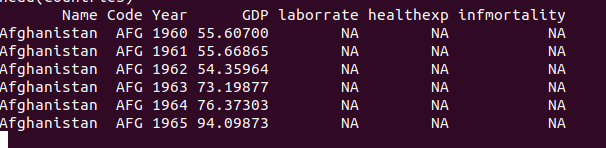 head(countries)
Name Code Year GDP laborrate healthexp infmortality
Afghanistan AFG 1960 55.60700 NA NA NA
Afghanistan AFG 1961 55.66865 NA NA NA
Afghanistan AFG 1962 54.35964 NA NA NA
Afghanistan AFG 1963 73.19877 NA NA NA
Afghanistan AFG 1964 76.37303 NA NA NA
Afghanistan AFG 1965 94.09873 NA NA NA